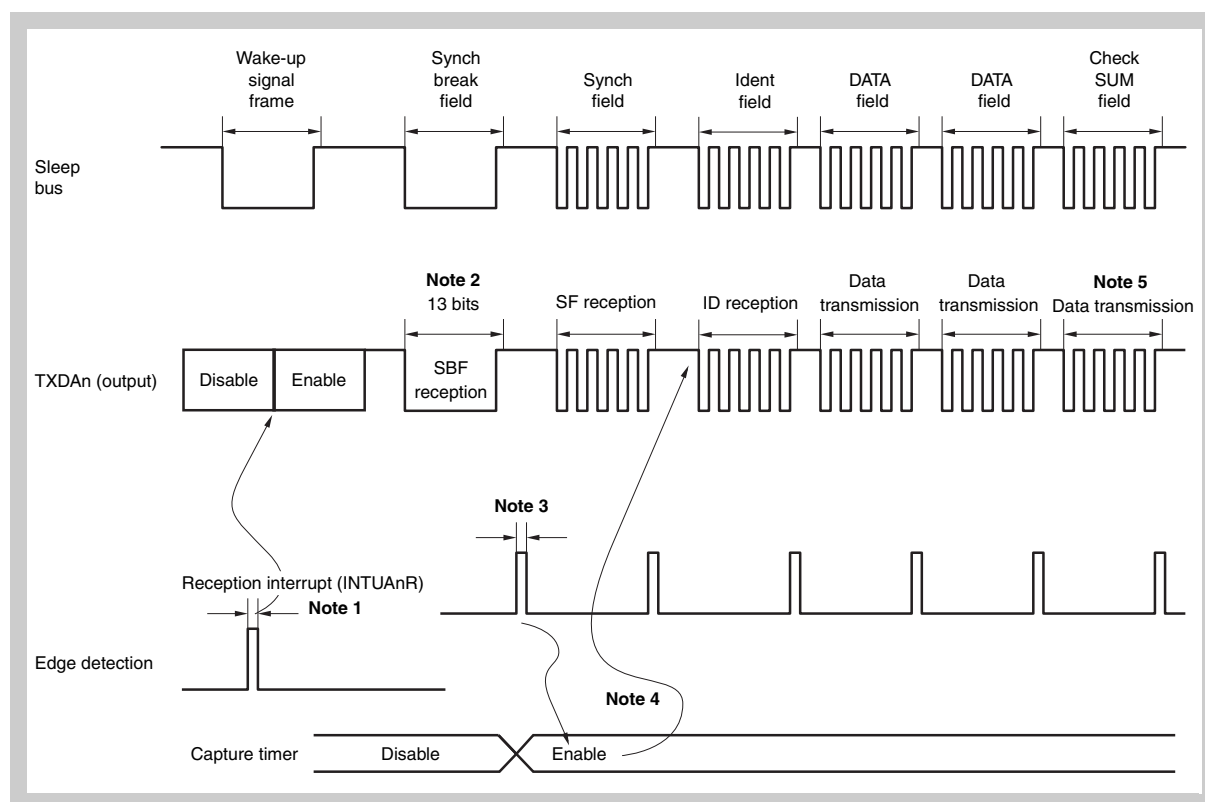 Wake-up
signal
frame
Synch
break
field
Synch
field
Ident
field
DATA
field
DATA
field
Check
SUM
field
Sleep
bus
Note 2
13 bits
SF reception
ID reception
Data
transmission
Data
transmission
Note 5
Data transmission
TXDAn (output)
Disable
Enable
SBF
reception
Note 3
Reception interrupt (INTUAnR)
Note 1
Edge detection
Note 4
Capture timer
Disable
Enable